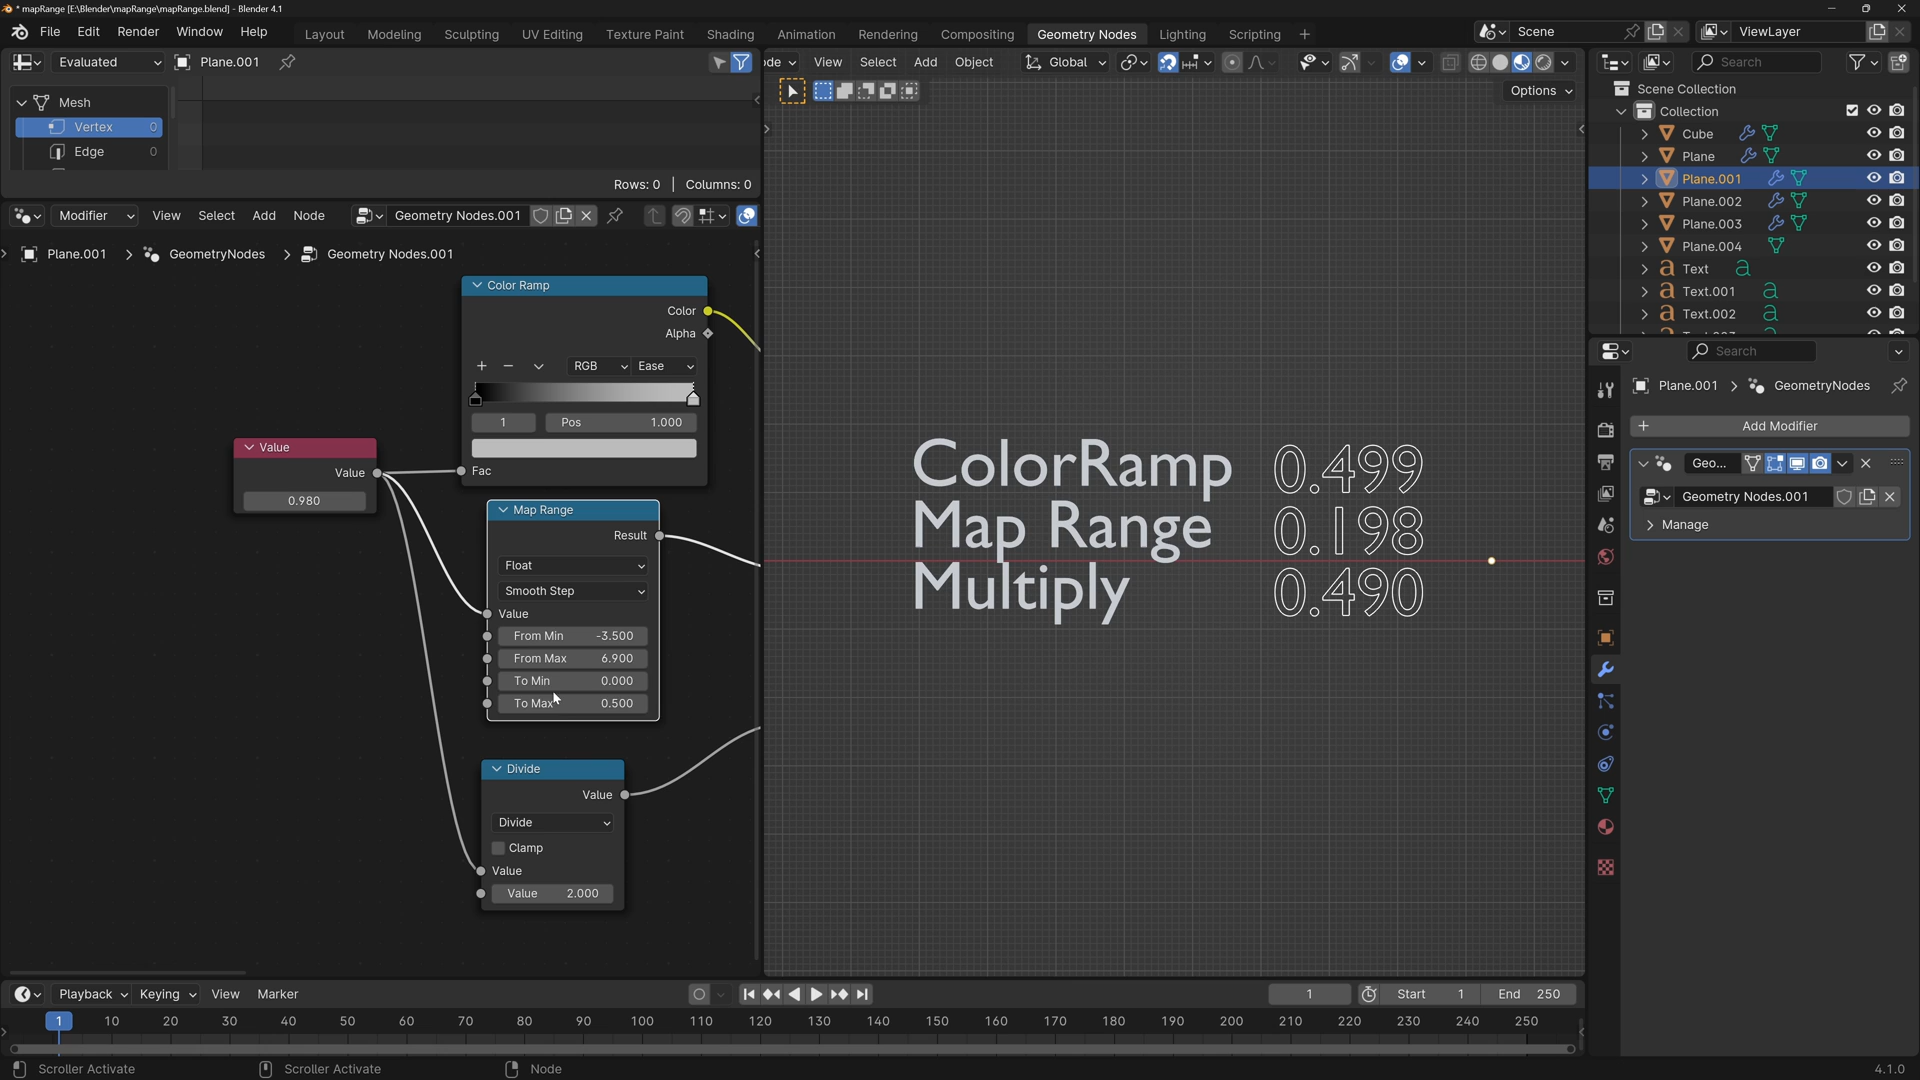 * mapRange [E:\Blender\mapRange\mapRange.blend] - Blender 4.1
File Edit Render Window Help
Layout Modeling Sculpting UV Editing Texture Paint Shading Animation Rendering Compositing Geometry Nodes Lighting Scripting
Scene
ViewLayer
Evaluated
Plane.001
Mesh
Vertex 0
Edge 0
Rows: 0 | Columns: 0
View Select Add Object
Global
Options
Modifier
View Select Add Node
Geometry Nodes.001
Plane.001 > GeometryNodes > Geometry Nodes.001
Color Ramp
Color
Alpha
RGB Ease
1 Pos 1.000
Fac
Value
Value
0.980
Map Range
Result
Float
Smooth Step
Value
From Min -3.500
From Max 6.900
To Min 0.000
To Max 0.500
Divide
Value
Divide
Clamp
Value
Value 2.000
ColorRamp 0.499
Map Range 0.198
Multiply 0.490
Search
Scene Collection
Collection
Cube
Plane
Plane.001
Plane.002
Plane.003
Plane.004
Text
Text.001
Text.002
Search
Plane.001 > GeometryNodes
Add Modifier
Geo...
Geometry Nodes.001
Manage
Playback Keying View Marker
1
Start 1
End 250
1 10 20 30 40 50 60 70 80 90 100 110 120 130 140 150 160 170 180 190 200 210 220 230 240 250
Scroller Activate
Scroller Activate
Node
4.1.0